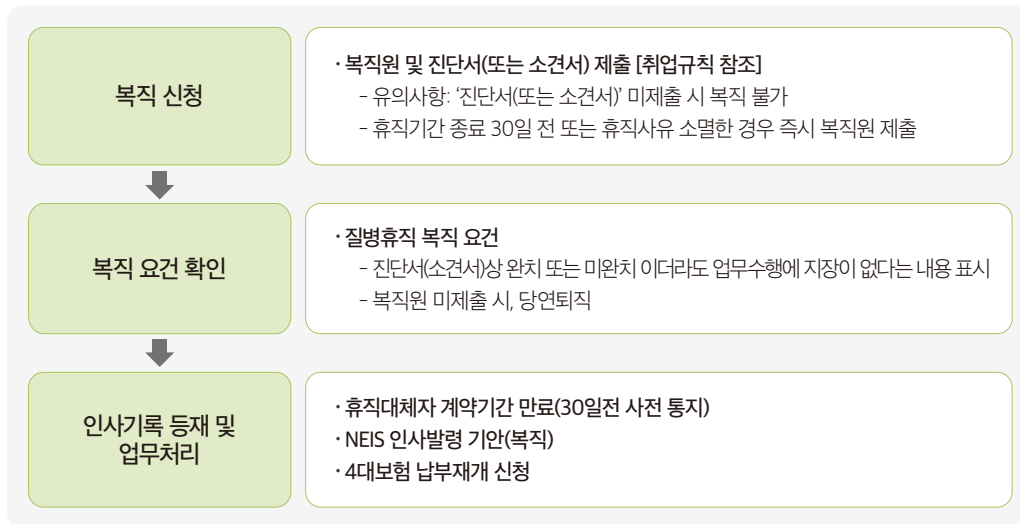 복직 신청
· 복직원 및 진단서(또는 소견서) 제출 [취업규칙 참조]
- 유의사항: ‘진단서(또는 소견서)’ 미제출 시 복직 불가
- 휴직기간 종료 30일 전 또는 휴직사유 소멸한 경우 즉시 복직원 제출
복직 요건 확인
· 질병휴직 복직 요건
- 진단서(소견서)상 완치 또는 미완치 이더라도 업무수행에 지장이 없다는 내용 표시
- 복직원 미제출 시, 당연퇴직
인사기록 등재 및
업무처리
· 휴직대체자 계약기간 만료(30일전 사전 통지)
· NEIS 인사발령 기안(복직)
· 4대보험 납부재개 신청